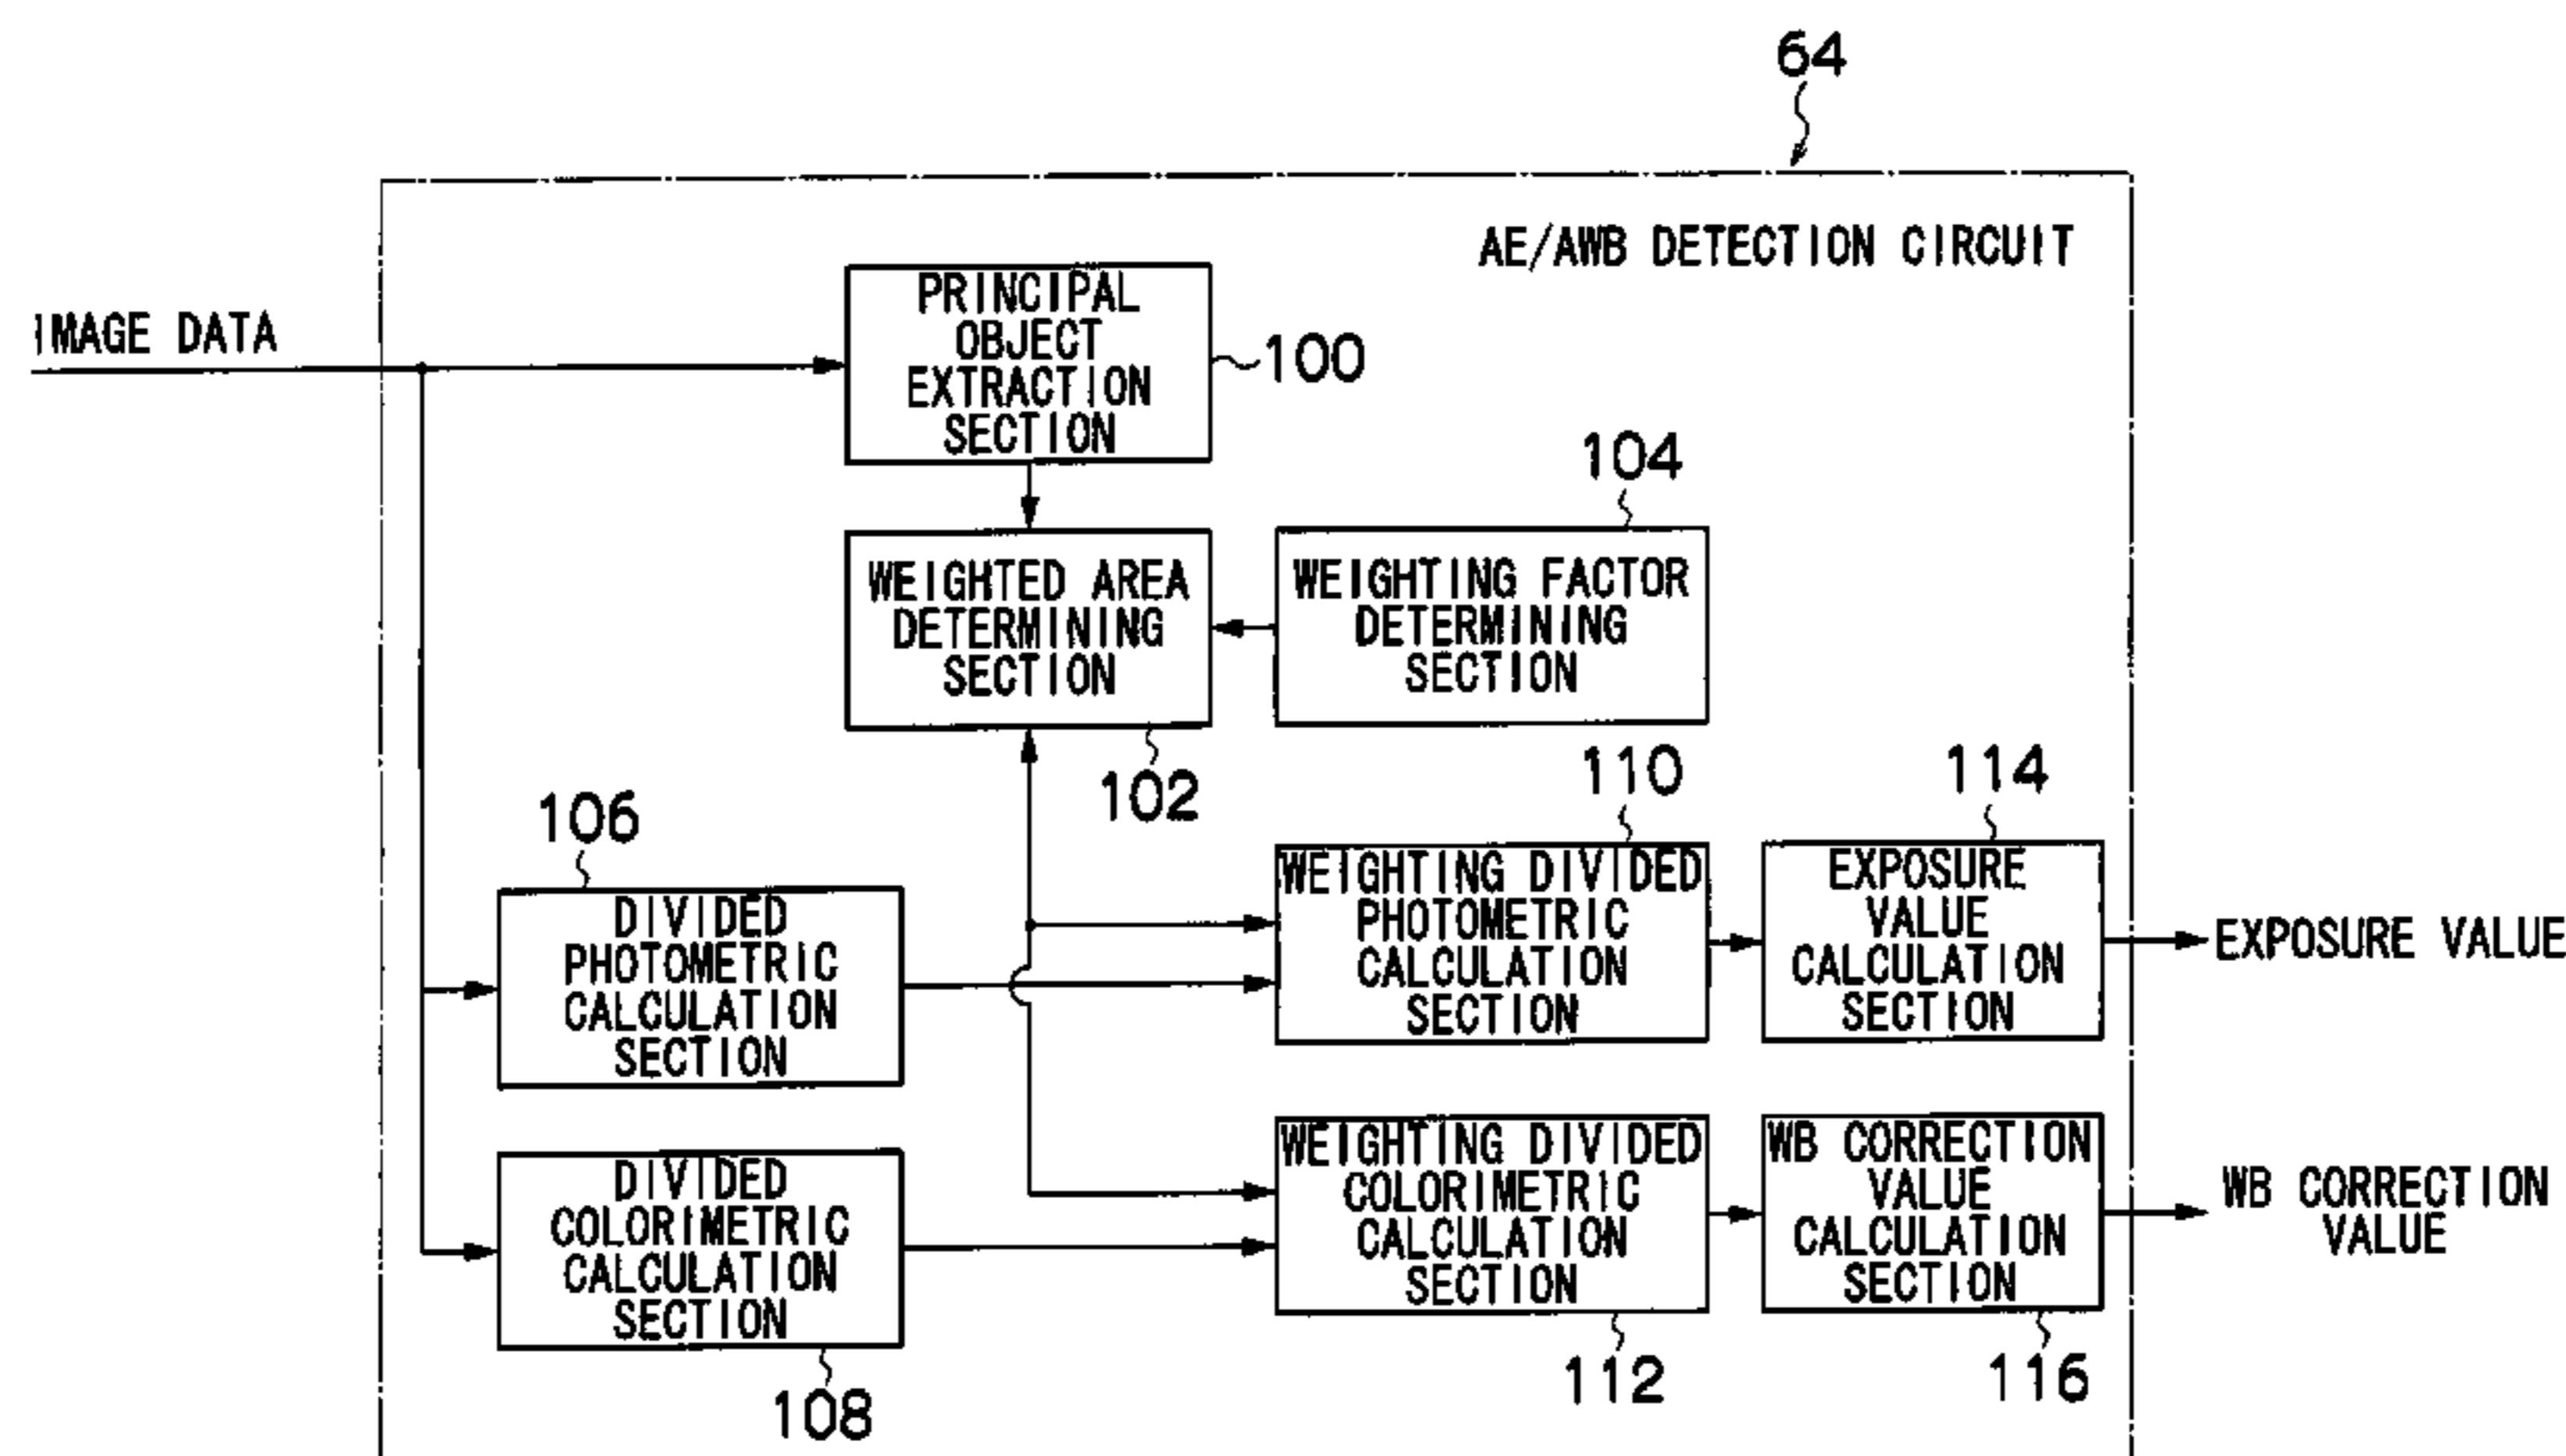 64
AE/AWB DETECTION CIRCUIT
IMAGE DATA
PRINCIPAL
OBJECT
EXTRACTION
SECTION
100
104
WEIGHTED AREA
DETERMINING
SECTION
102
WEIGHTING FACTOR
DETERMINING
SECTION
106
DIVIDED
PHOTOMETRIC
CALCULATION
SECTION
110
WEIGHTING DIVIDED
PHOTOMETRIC
CALCULATION
SECTION
114
EXPOSURE
VALUE
CALCULATION
SECTION
EXPOSURE VALUE
DIVIDED
COLORIMETRIC
CALCULATION
SECTION
108
WEIGHTING DIVIDED
COLORIMETRIC
CALCULATION
SECTION
112
WB CORRECTION
VALUE
CALCULATION
SECTION
116
WB CORRECTION
VALUE